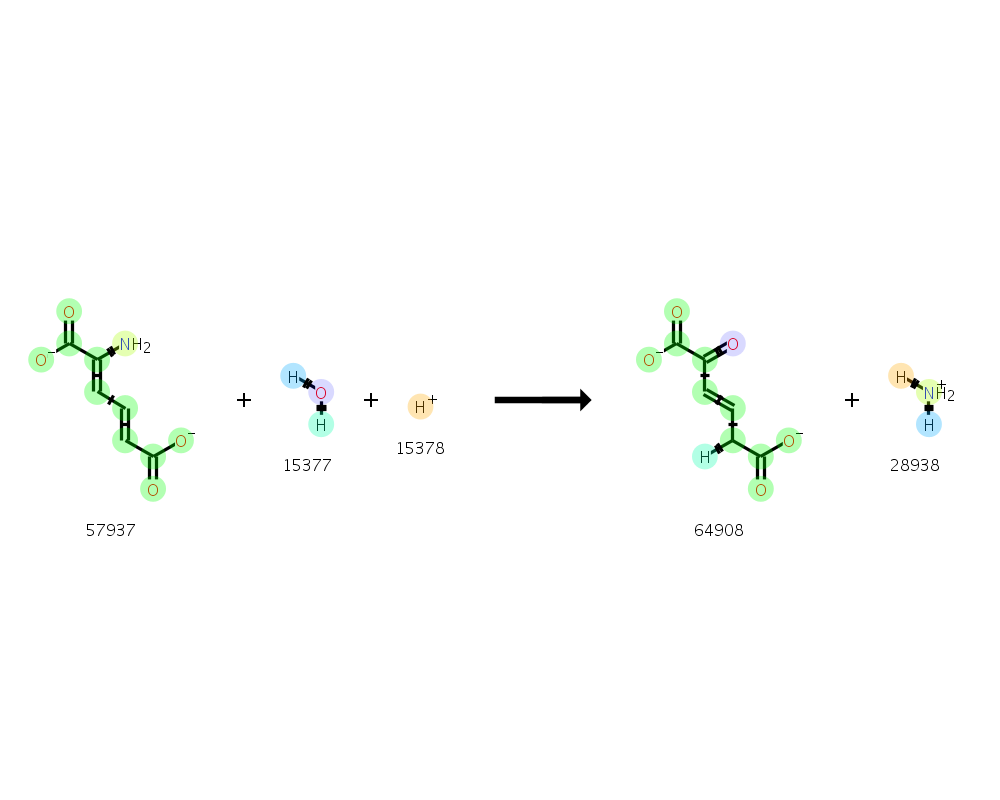 O
O⁻
NH₂
O⁻
O
57937
+
H
O
H
15377
+
H⁺
15378
O
O⁻
O
H
O⁻
O
64908
+
H
NH₂⁺
H
28938